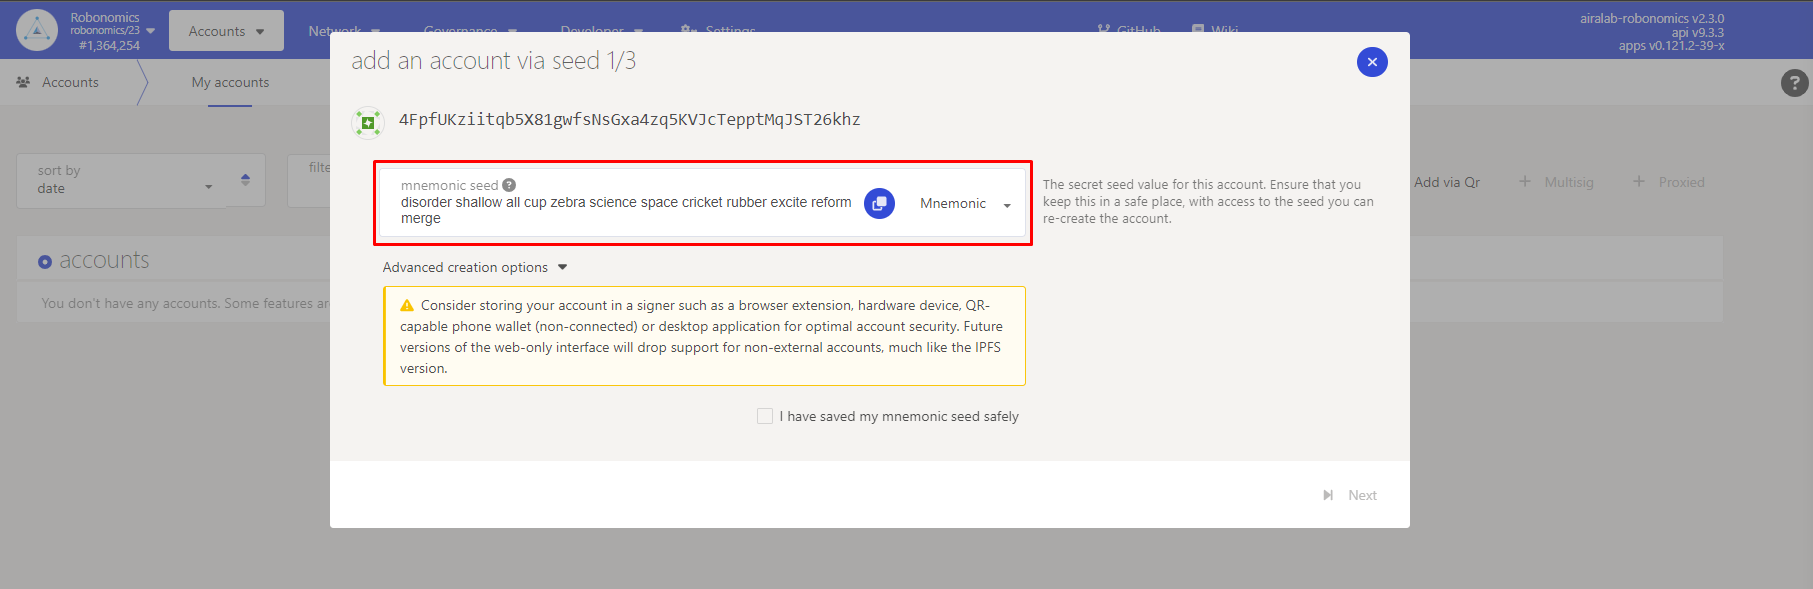 Robonomics
robonomics/23
#1,364,254
Accounts
Network
Governance
Developer
Settings
GitHub
Wiki
airalab-robonomics v2.3.0
api v9.3.3
apps v0.121.2-39-x
Accounts
My accounts
?
add an account via seed 1/3
4FpfUKziitqb5X81gwfsNsGxa4zq5KVJcTepptMqJST26khz
sort by
date
filte
mnemonic seed ?
disorder shallow all cup zebra science space cricket rubber excite reform
merge
Mnemonic
The secret seed value for this account. Ensure that you
keep this in a safe place, with access to the seed you can
re-create the account.
Add via Qr
+ Multisig
+ Proxied
accounts
You don't have any accounts. Some features ar
Advanced creation options
Consider storing your account in a signer such as a browser extension, hardware device, QR-
capable phone wallet (non-connected) or desktop application for optimal account security. Future
versions of the web-only interface will drop support for non-external accounts, much like the IPFS
version.
I have saved my mnemonic seed safely
Next